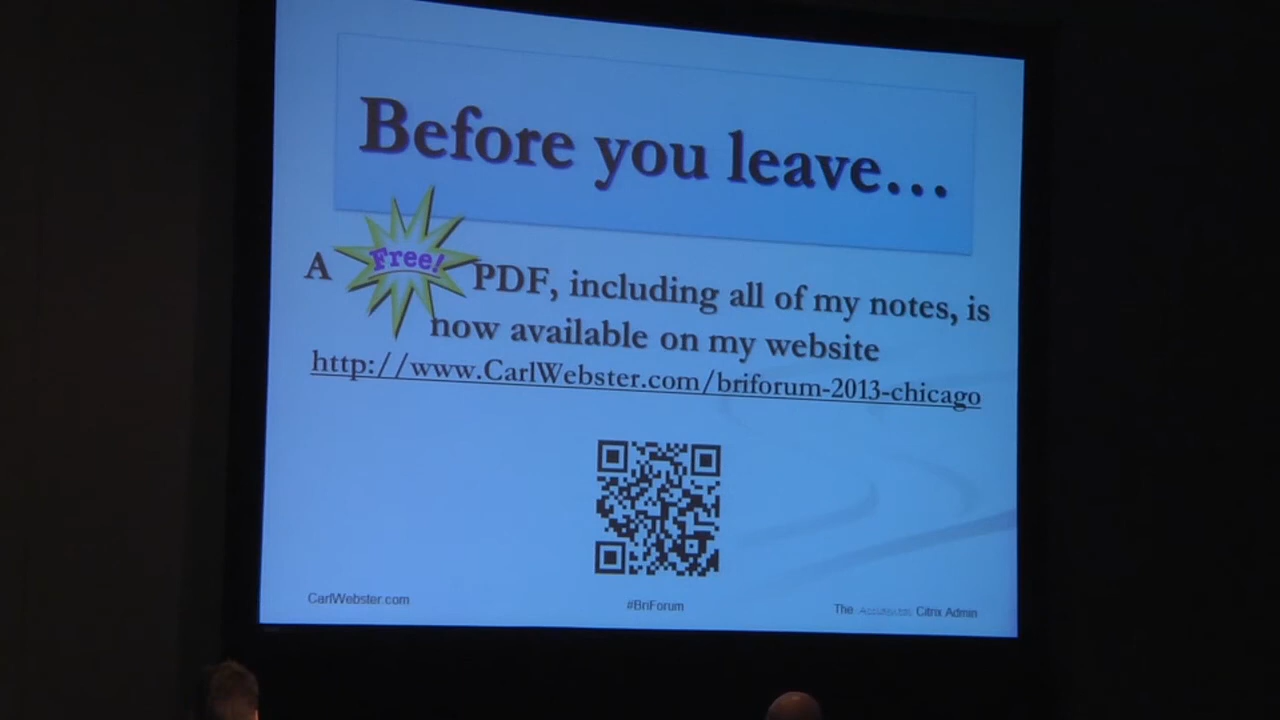 Before you leave...
A Free! PDF, including all of my notes, is
now available on my website
http://www.CarlWebster.com/briforum-2013-chicago
CarlWebster.com #BriForum The Citrix Admin